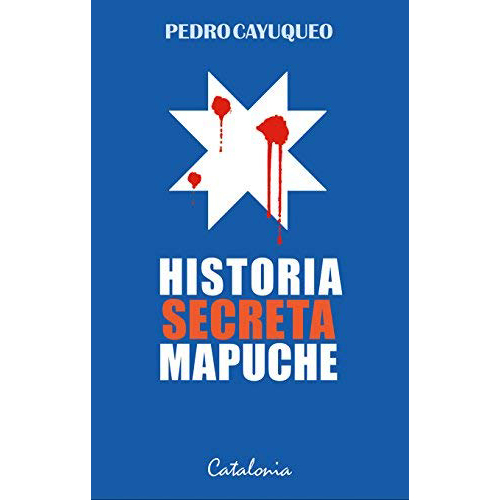 PEDRO CAYUQUEO
HISTORIA
SECRETA
MAPUCHE
Catalonia